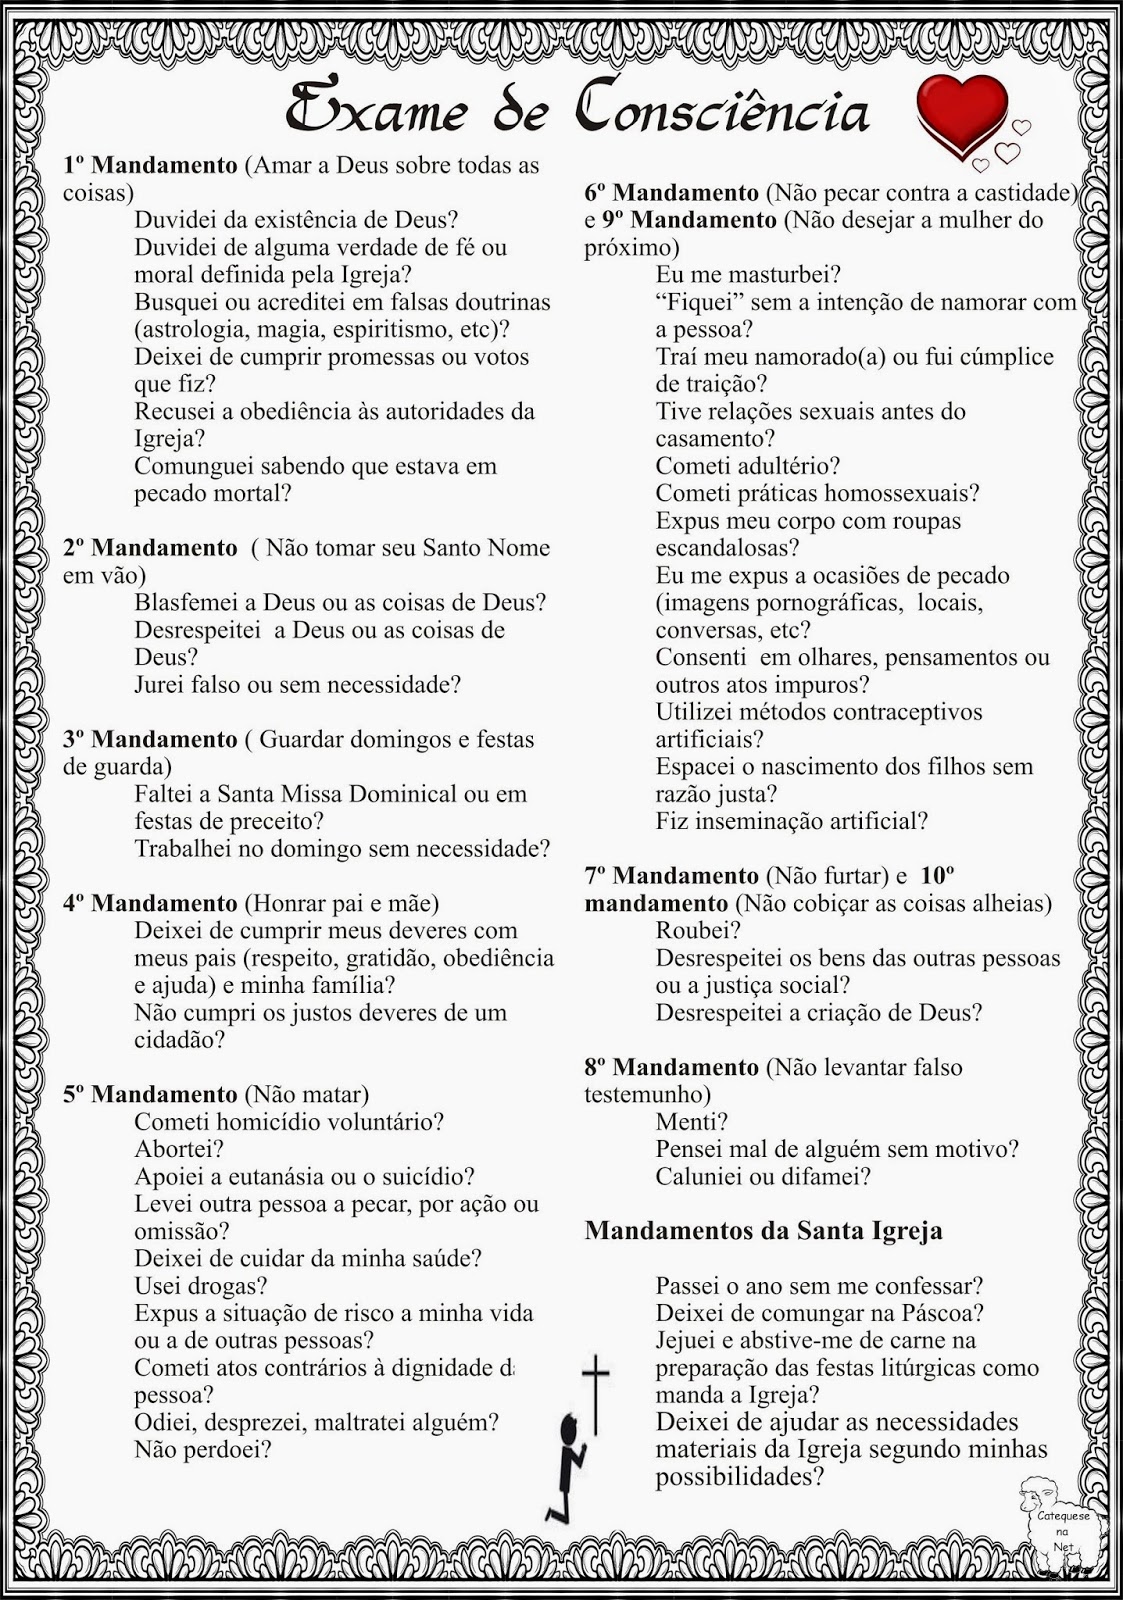 Exame de Consciência
1º Mandamento (Amar a Deus sobre todas as
coisas)
Duvidei da existência de Deus?
Duvidei de alguma verdade de fé ou
moral definida pela Igreja?
Busquei ou acreditei em falsas doutrinas
(astrologia, magia, espiritismo, etc)?
Deixei de cumprir promessas ou votos
que fiz?
Recusei a obediência às autoridades da
Igreja?
Comunguei sabendo que estava em
pecado mortal?
2º Mandamento ( Não tomar seu Santo Nome
em vão)
Blasfemei a Deus ou as coisas de Deus?
Desrespeitei a Deus ou as coisas de
Deus?
Jurei falso ou sem necessidade?
3º Mandamento ( Guardar domingos e festas
de guarda)
Faltei a Santa Missa Dominical ou em
festas de preceito?
Trabalhei no domingo sem necessidade?
4º Mandamento (Honrar pai e mãe)
Deixei de cumprir meus deveres com
meus pais (respeito, gratidão, obediência
e ajuda) e minha família?
Não cumpri os justos deveres de um
cidadão?
5º Mandamento (Não matar)
Cometi homicídio voluntário?
Abortei?
Apoiei a eutanásia ou o suicídio?
Levei outra pessoa a pecar, por ação ou
omissão?
Deixei de cuidar da minha saúde?
Usei drogas?
Expus a situação de risco a minha vida
ou a de outras pessoas?
Cometi atos contrários à dignidade da
pessoa?
Odiei, desprezei, maltratei alguém?
Não perdoei?
6º Mandamento (Não pecar contra a castidade)
e 9º Mandamento (Não desejar a mulher do
próximo)
Eu me masturbei?
“Fiquei” sem a intenção de namorar com
a pessoa?
Traí meu namorado(a) ou fui cúmplice
de traição?
Tive relações sexuais antes do
casamento?
Cometi adultério?
Cometi práticas homossexuais?
Expus meu corpo com roupas
escandalosas?
Eu me expus a ocasiões de pecado
(imagens pornográficas, locais,
conversas, etc?
Consenti em olhares, pensamentos ou
outros atos impuros?
Utilizei métodos contraceptivos
artificiais?
Espacei o nascimento dos filhos sem
razão justa?
Fiz inseminação artificial?
7º Mandamento (Não furtar) e 10º
mandamento (Não cobiçar as coisas alheias)
Roubei?
Desrespeitei os bens das outras pessoas
ou a justiça social?
Desrespeitei a criação de Deus?
8º Mandamento (Não levantar falso
testemunho)
Menti?
Pensei mal de alguém sem motivo?
Caluniei ou difamei?
Mandamentos da Santa Igreja
Passei o ano sem me confessar?
Deixei de comungar na Páscoa?
Jejuei e abstive-me de carne na
preparação das festas litúrgicas como
manda a Igreja?
Deixei de ajudar as necessidades
materiais da Igreja segundo minhas
possibilidades?
Catequese
na
Net